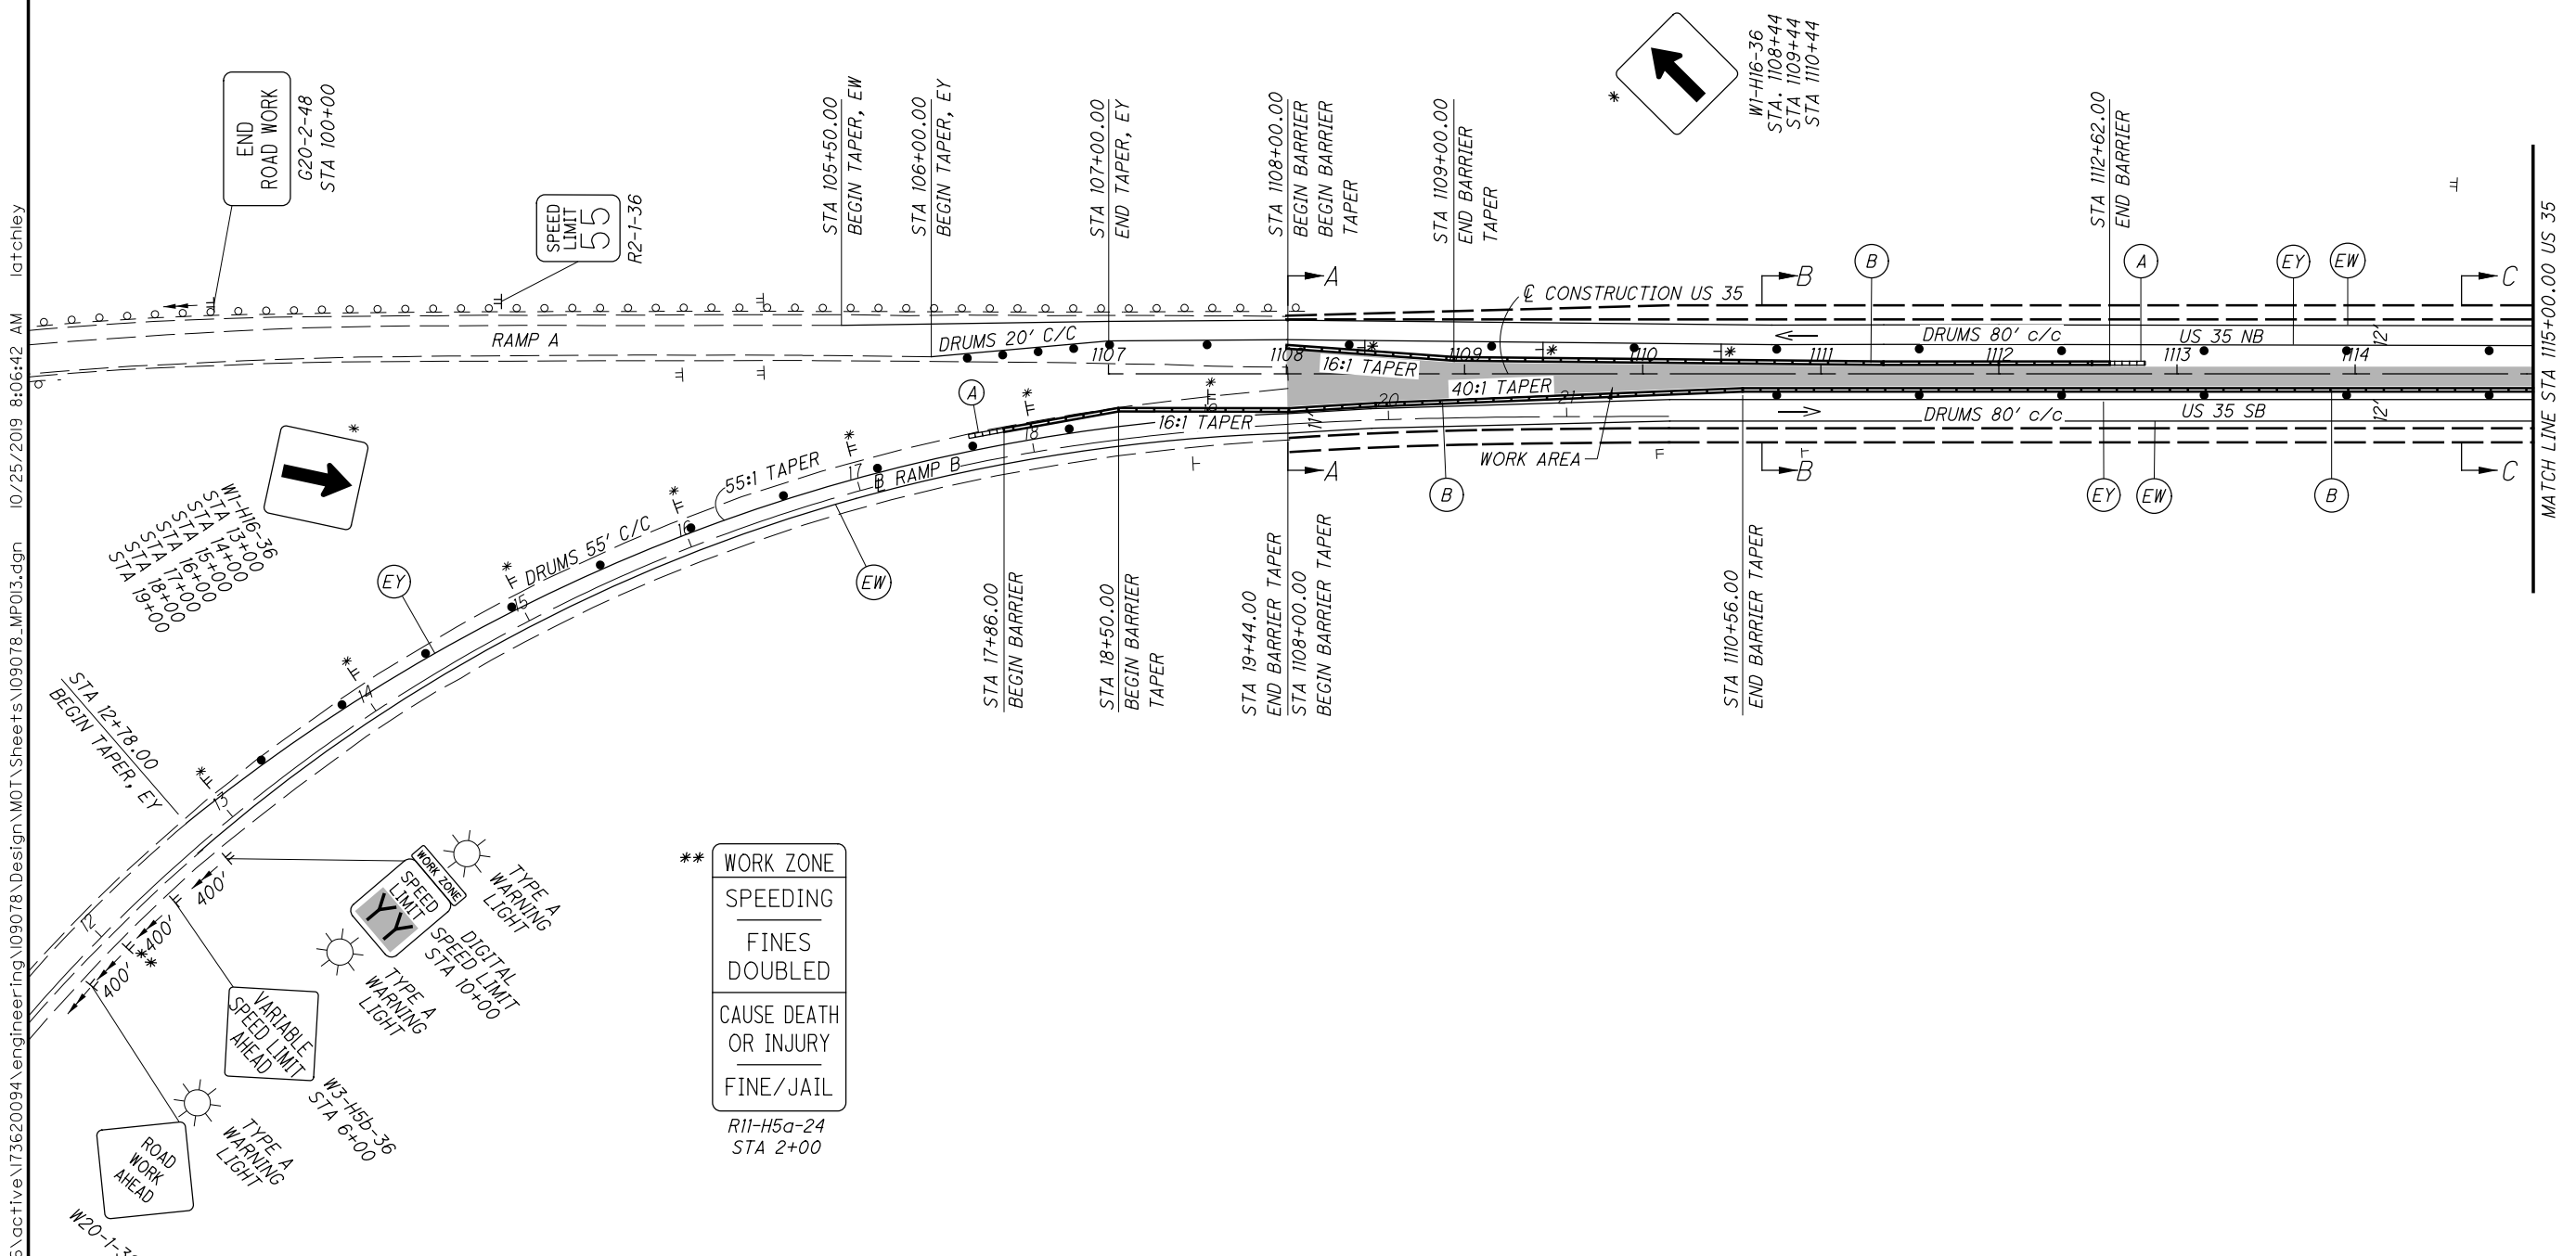 6\active\173620094\engineering\109078\Design\MOT\Sheets\109078_MP013.dgn 10/25/2019 8:06:42 AM latchley
END
ROAD WORK
G20-2-48
STA 100+00
SPEED
LIMIT
55
R2-1-36
STA 105+50.00
BEGIN TAPER, EW
STA 106+00.00
BEGIN TAPER, EY
STA 107+00.00
END TAPER, EY
STA 1108+00.00
BEGIN BARRIER
BEGIN BARRIER
TAPER
STA 1109+00.00
END BARRIER
TAPER
*
W1-H16-36
STA. 1108+44
STA 1109+44
STA 1110+44
STA 1112+62.00
END BARRIER
MATCH LINE STA 1115+00.00 US 35
A
B
B
A
EY
EW
C
℄ CONSTRUCTION US 35
RAMP A
DRUMS 20' C/C
DRUMS 80' c/c
US 35 NB
12'
1107
1108
1109
1110
1111
1112
1113
1114
*
*
*
16:1 TAPER
40:1 TAPER
A
*
*
18
16:1 TAPER
11'
20
21
DRUMS 80' c/c
US 35 SB
12'
WORK AREA
A
B
B
EY
EW
B
C
*
W1-H16-36
STA 13+00
STA 14+00
STA 15+00
STA 16+00
STA 17+00
STA 18+00
STA 19+00
55:1 TAPER
*
17
℄ RAMP B
*
16
DRUMS 55' C/C
*
15
EY
EW
*
14
STA 12+78.00
BEGIN TAPER, EY
*
13
12
STA 17+86.00
BEGIN BARRIER
STA 18+50.00
BEGIN BARRIER
TAPER
STA 19+44.00
END BARRIER TAPER
STA 1108+00.00
BEGIN BARRIER TAPER
STA 1110+56.00
END BARRIER TAPER
400'
400'
**
400'
WORK ZONE
SPEED
LIMIT
YY
TYPE A
WARNING
LIGHT
DIGITAL
SPEED LIMIT
STA 10+00
TYPE A
WARNING
LIGHT
VARIABLE
SPEED LIMIT
AHEAD
W3-H5b-36
STA 6+00
TYPE A
WARNING
LIGHT
ROAD
WORK
AHEAD
**
WORK ZONE
SPEEDING
FINES
DOUBLED
CAUSE DEATH
OR INJURY
FINE/JAIL
R11-H5a-24
STA 2+00